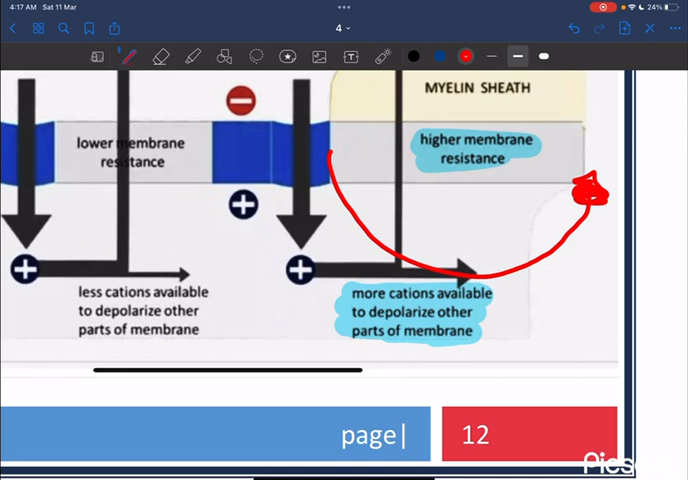 4:17 AM Sat 11 Mar
24%
4
T
MYELIN SHEATH
lower membrane
resistance
higher membrane
resistance
less cations available
to depolarize other
parts of membrane
more cations available
to depolarize other
parts of membrane
page| 12